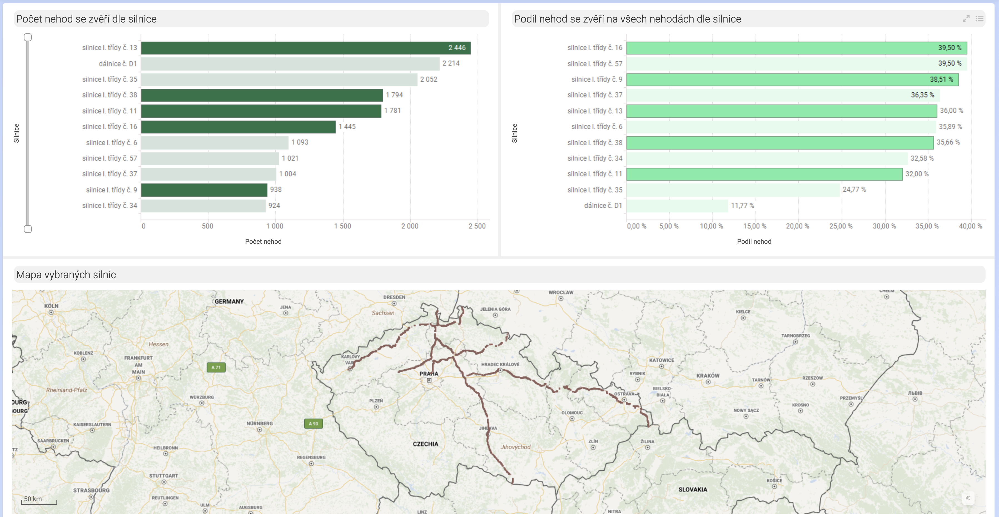 Počet nehod se zvěří dle silnice
Silnice
silnice I. třídy č. 13
2 446
dálnice č. D1
2 214
silnice I. třídy č. 35
2 052
silnice I. třídy č. 38
1 794
silnice I. třídy č. 11
1 781
silnice I. třídy č. 16
1 445
silnice I. třídy č. 6
1 093
silnice I. třídy č. 57
1 021
silnice I. třídy č. 37
1 004
silnice I. třídy č. 9
938
silnice I. třídy č. 34
924
0 500 1 000 1 500 2 000 2 500
Počet nehod
Podíl nehod se zvěří na všech nehodách dle silnice
Silnice
silnice I. třídy č. 16
39,50 %
silnice I. třídy č. 57
39,50 %
silnice I. třídy č. 9
38,51 %
silnice I. třídy č. 37
36,35 %
silnice I. třídy č. 13
36,00 %
silnice I. třídy č. 6
35,89 %
silnice I. třídy č. 38
35,66 %
silnice I. třídy č. 34
32,58 %
silnice I. třídy č. 11
32,00 %
silnice I. třídy č. 35
24,77 %
dálnice č. D1
11,77 %
0,00 % 5,00 % 10,00 % 15,00 % 20,00 % 25,00 % 30,00 % 35,00 % 40,00 %
Podíl nehod
Mapa vybraných silnic
WROCŁAW
CHEŁM
DRESDEN
GERMANY
KÖLN
JENA
JELENIA GÓRA
Sachsen
KIELCE
TARNOBRZEG
Hessen
KOBLENZ
FRANKFURT
AM
MAIN
KARLOVY
VARY
A 71
HRADEC KRÁLOVÉ
KATOWICE
PRAHA
RYBNIK
KRAKÓW
TARNÓW
RZESZÓW
Rheinland-Pfalz
BIELSKO-
BIAŁA
OSTRAVA
ЛЬВІВ
WÜRZBURG
PLZEŇ
PRZEMYŚL
OURG
BOURG
KROSNO
NOWY SĄCZ
OLOMOUC
KAISERSLAUTERN
NÜRNBERG
A 93
JIHLAVA
SAARBRÜCKEN
CZECHIA
Jihovýchod
ZLÍN
ŽILINA
TZ
HEILBRONN
REGENSBURG
STUTTGART
KOŠICE
STRASBOURG
SLOVAKIA
REUTLINGEN
50 km
©
ULM
AUGSBURG
LINZ
NITRA